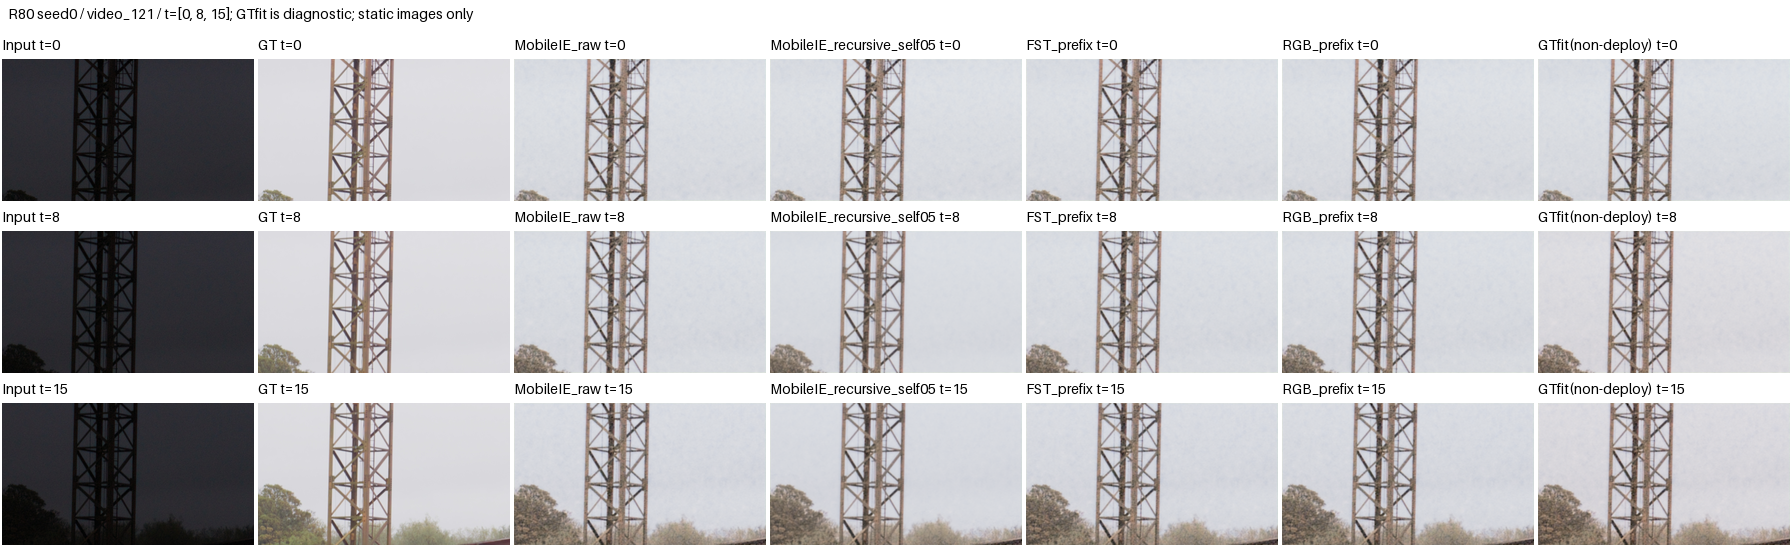 R80 seed0 / video_121 / t=[0, 8, 15]; GTfit is diagnostic; static images only
Input t=0 GT t=0 MobileIE_raw t=0 MobileIE_recursive_self05 t=0 FST_prefix t=0 RGB_prefix t=0 GTfit(non-deploy) t=0
Input t=8 GT t=8 MobileIE_raw t=8 MobileIE_recursive_self05 t=8 FST_prefix t=8 RGB_prefix t=8 GTfit(non-deploy) t=8
Input t=15 GT t=15 MobileIE_raw t=15 MobileIE_recursive_self05 t=15 FST_prefix t=15 RGB_prefix t=15 GTfit(non-deploy) t=15